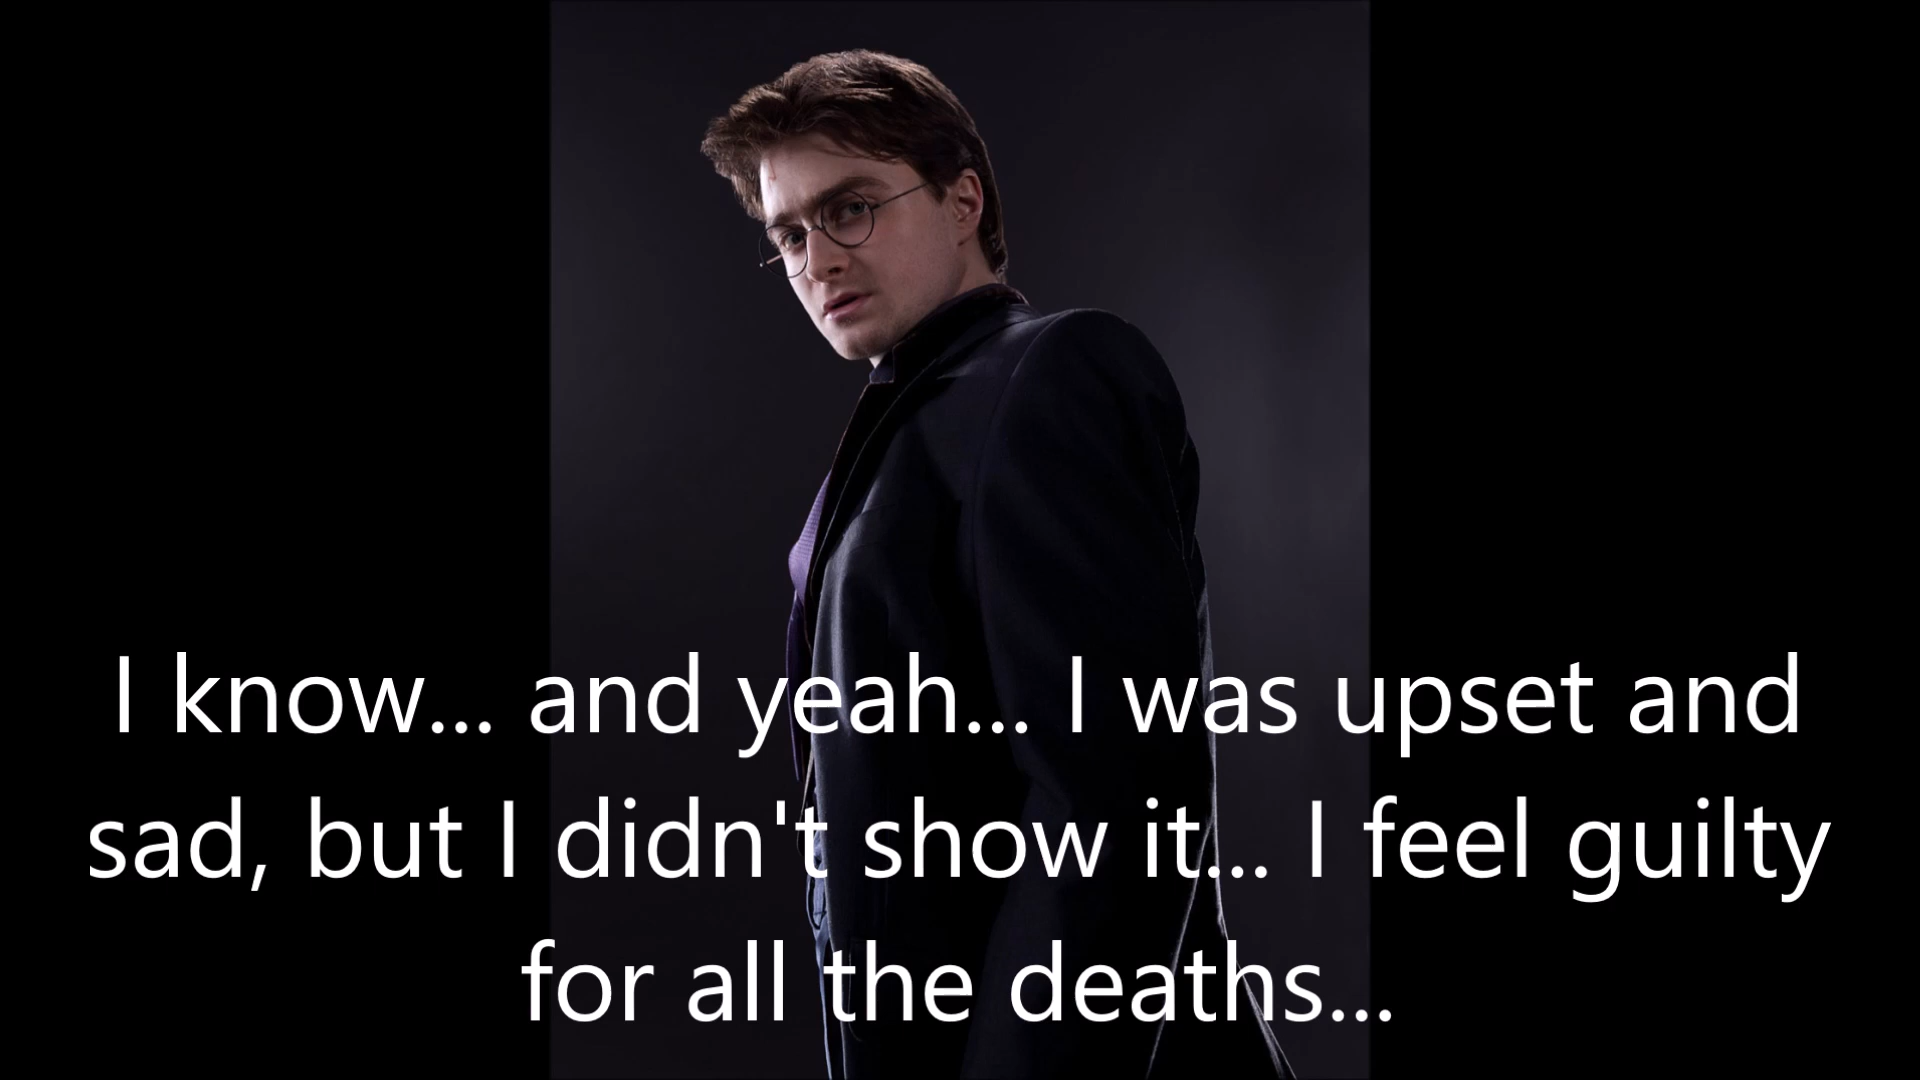 I know... and yeah... I was upset and
sad, but I didn't show it... I feel guilty
for all the deaths...